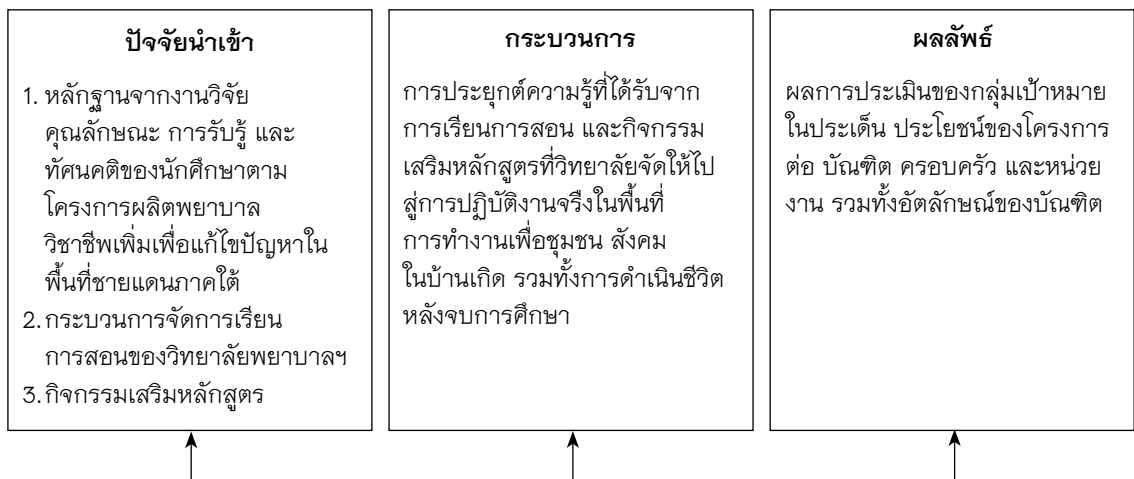 ปัจจัยนำเข้า
1. หลักฐานจากงานวิจัย
คุณลักษณะ การรับรู้ และ
ทัศนคติของนักศึกษาตาม
โครงการผลิตพยาบาล
วิชาชีพเพิ่มเพื่อแก้ไขปัญหาใน
พื้นที่ชายแดนภาคใต้
2. กระบวนการจัดการเรียน
การสอนของวิทยาลัยพยาบาลฯ
3. กิจกรรมเสริมหลักสูตร
กระบวนการ
การประยุกต์ความรู้ที่ได้รับจาก
การเรียนการสอน และกิจกรรม
เสริมหลักสูตรที่วิทยาลัยจัดให้ไป
สู่การปฏิบัติงานจริงในพื้นที่
การทำงานเพื่อชุมชน สังคม
ในบ้านเกิด รวมทั้งการดำเนินชีวิต
หลังจบการศึกษา
ผลลัพธ์
ผลการประเมินของกลุ่มเป้าหมาย
ในประเด็น ประโยชน์ของโครงการ
ต่อ บัณฑิต ครอบครัว และหน่วย
งาน รวมทั้งอัตลักษณ์ของบัณฑิต